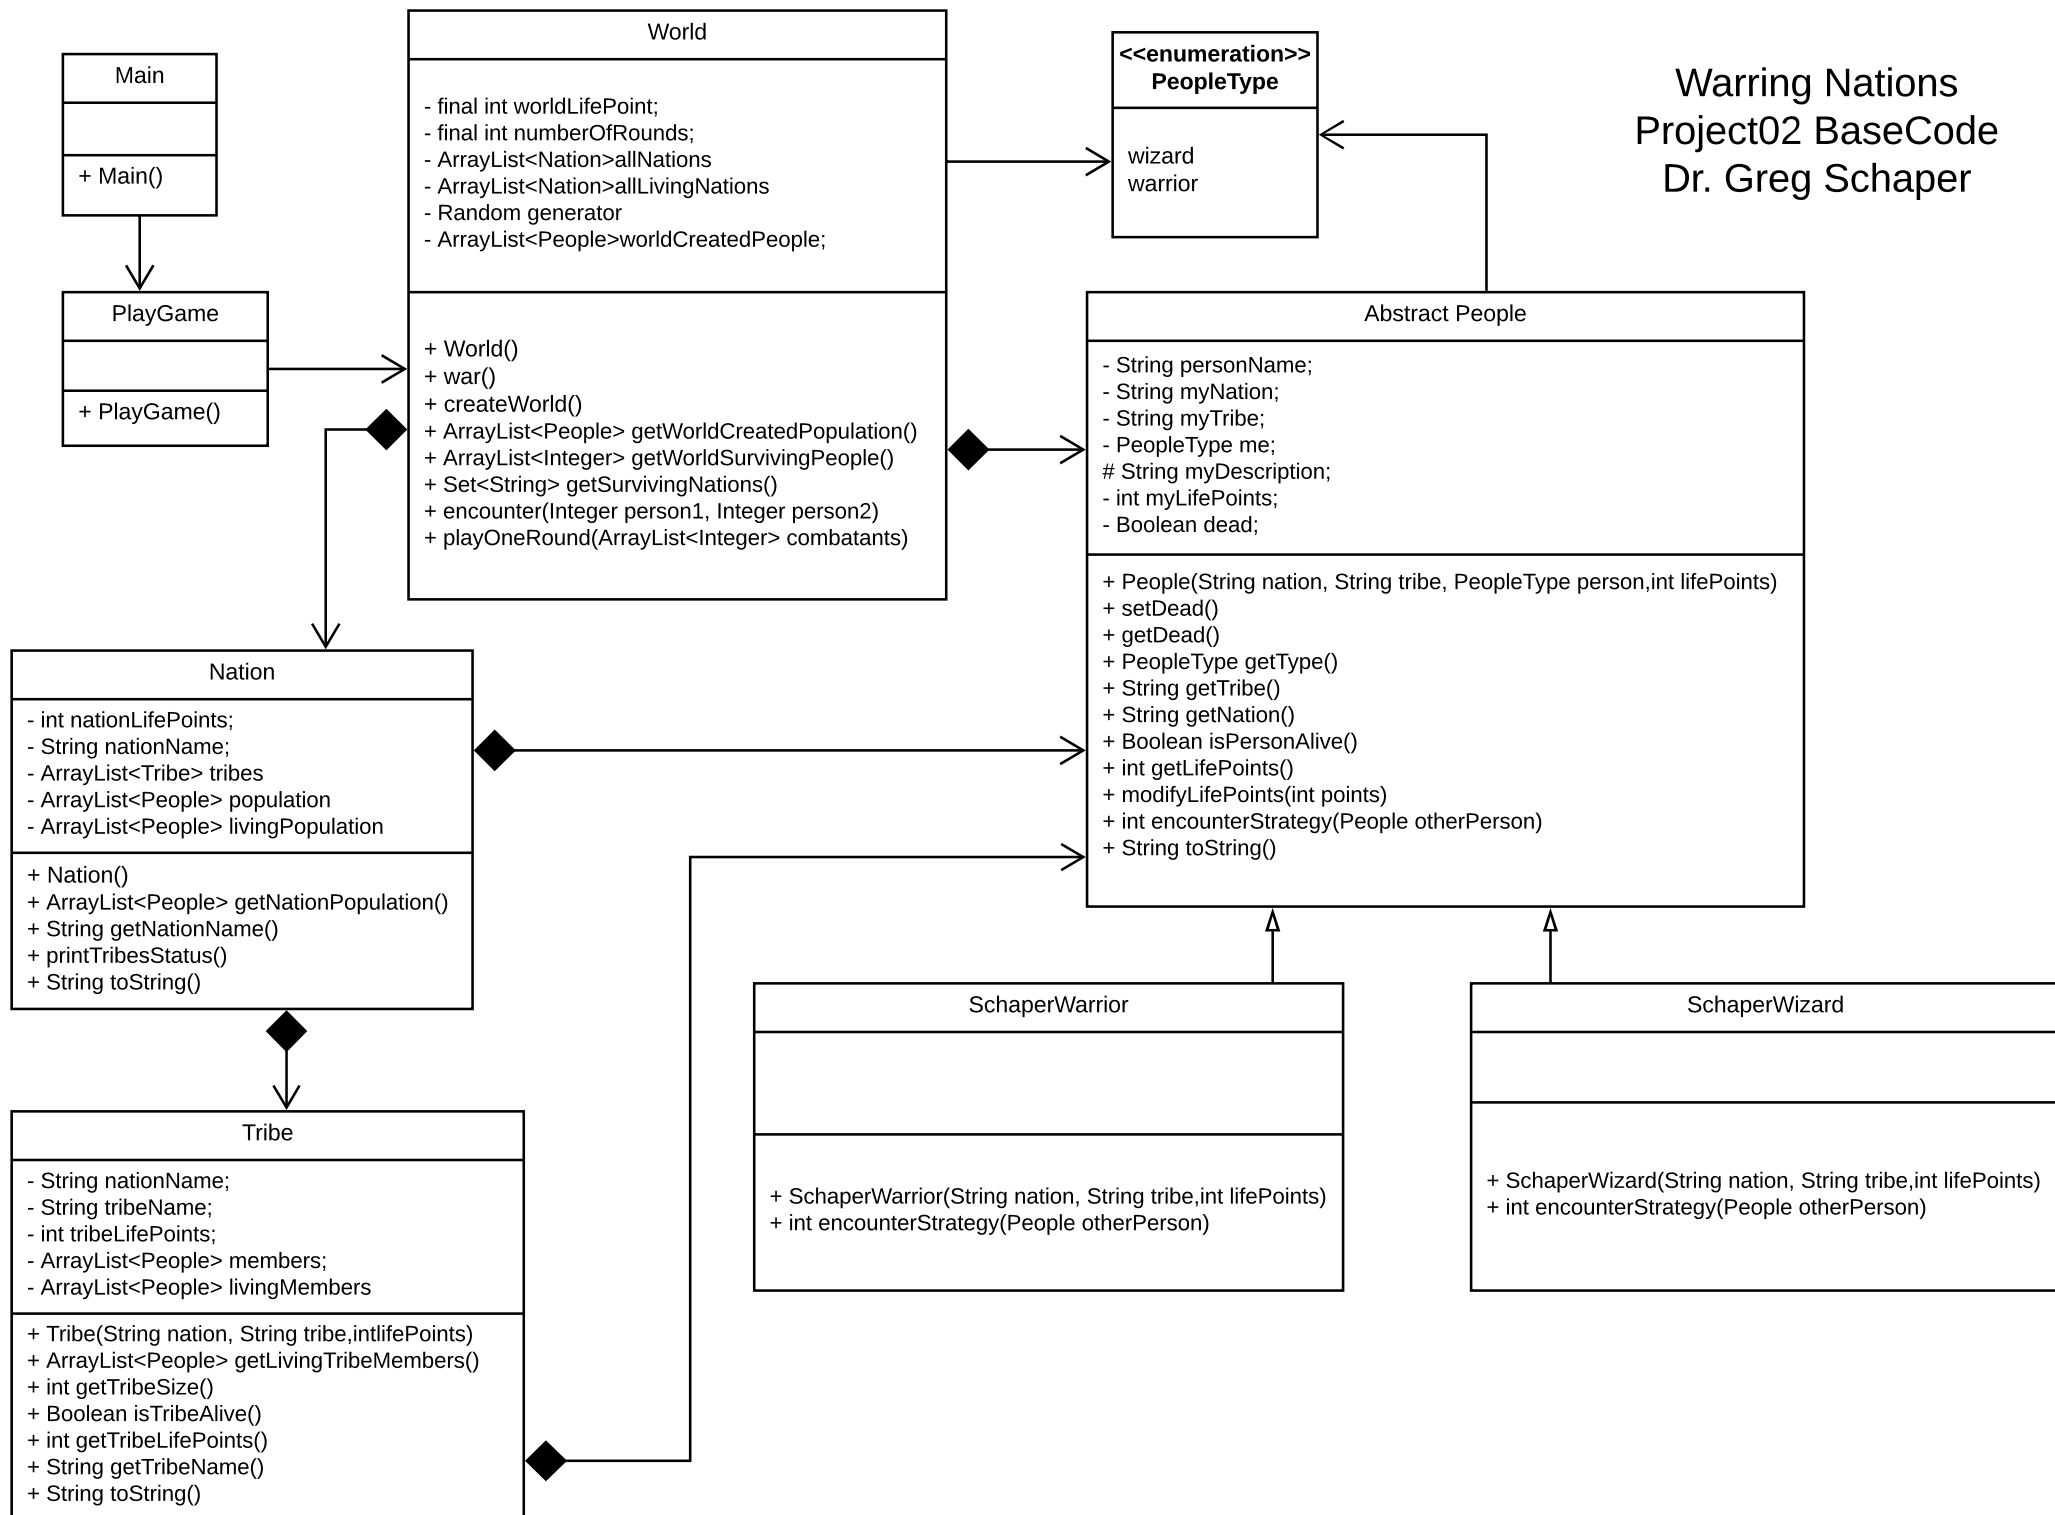 Main
+ Main()
PlayGame
+ PlayGame()
World
- final int worldLifePoint;
- final int numberOfRounds;
- ArrayList<Nation>allNations
- ArrayList<Nation>allLivingNations
- Random generator
- ArrayList<People>worldCreatedPeople;
+ World()
+ war()
+ createWorld()
+ ArrayList<People> getWorldCreatedPopulation()
+ ArrayList<Integer> getWorldSurvivingPeople()
+ Set<String> getSurvivingNations()
+ encounter(Integer person1, Integer person2)
+ playOneRound(ArrayList<Integer> combatants)
<<enumeration>>
PeopleType
wizard
warrior
Warring Nations
Project02 BaseCode
Dr. Greg Schaper
Abstract People
- String personName;
- String myNation;
- String myTribe;
- PeopleType me;
# String myDescription;
- int myLifePoints;
- Boolean dead;
+ People(String nation, String tribe, PeopleType person,int lifePoints)
+ setDead()
+ getDead()
+ PeopleType getType()
+ String getTribe()
+ String getNation()
+ Boolean isPersonAlive()
+ int getLifePoints()
+ modifyLifePoints(int points)
+ int encounterStrategy(People otherPerson)
+ String toString()
Nation
- int nationLifePoints;
- String nationName;
- ArrayList<Tribe> tribes
- ArrayList<People> population
- ArrayList<People> livingPopulation
+ Nation()
+ ArrayList<People> getNationPopulation()
+ String getNationName()
+ printTribesStatus()
+ String toString()
Tribe
- String nationName;
- String tribeName;
- int tribeLifePoints;
- ArrayList<People> members;
- ArrayList<People> livingMembers
+ Tribe(String nation, String tribe,intlifePoints)
+ ArrayList<People> getLivingTribeMembers()
+ int getTribeSize()
+ Boolean isTribeAlive()
+ int getTribeLifePoints()
+ String getTribeName()
+ String toString()
SchaperWarrior
+ SchaperWarrior(String nation, String tribe,int lifePoints)
+ int encounterStrategy(People otherPerson)
SchaperWizard
+ SchaperWizard(String nation, String tribe,int lifePoints)
+ int encounterStrategy(People otherPerson)